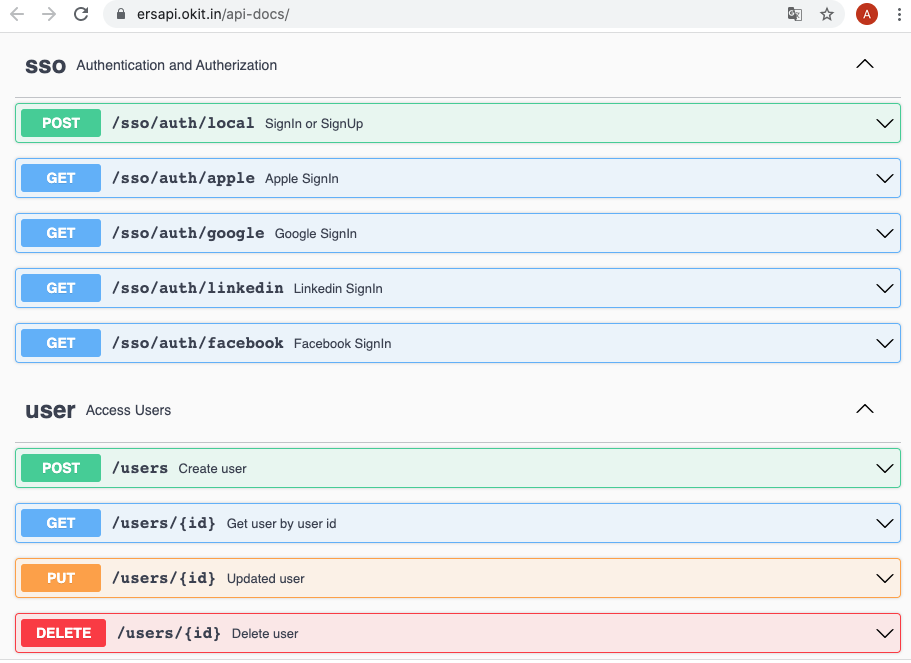 ersapi.okit.in/api-docs/
A
sso Authentication and Autherization
POST /sso/auth/local SignIn or SignUp
GET /sso/auth/apple Apple SignIn
GET /sso/auth/google Google SignIn
GET /sso/auth/linkedin Linkedin SignIn
GET /sso/auth/facebook Facebook SignIn
user Access Users
POST /users Create user
GET /users/{id} Get user by user id
PUT /users/{id} Updated user
DELETE /users/{id} Delete user